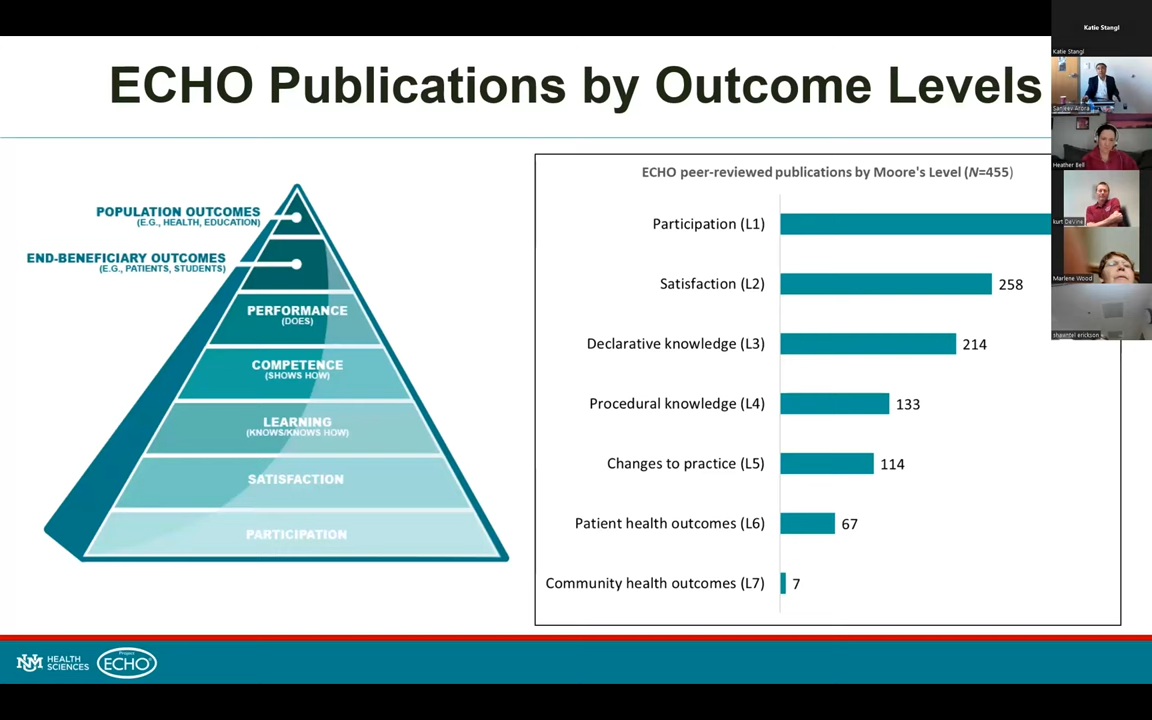 ECHO Publications by Outcome Levels
POPULATION OUTCOMES
(E.G., HEALTH, EDUCATION)
END-BENEFICIARY OUTCOMES
(E.G., PATIENTS, STUDENTS)
PERFORMANCE
(DOES)
COMPETENCE
(SHOWS HOW)
LEARNING
(KNOWS/KNOWS HOW)
SATISFACTION
PARTICIPATION
ECHO peer-reviewed publications by Moore's Level (N=455)
Participation (L1)
Satisfaction (L2) 258
Declarative knowledge (L3) 214
Procedural knowledge (L4) 133
Changes to practice (L5) 114
Patient health outcomes (L6) 67
Community health outcomes (L7) 7
Katie Stangl
Katie Stangl
Sanjeev Arora
Heather Bell
kurt DeVine
Marlene Wood
shawntel erickson
UNM HEALTH
SCIENCES
Project
ECHO